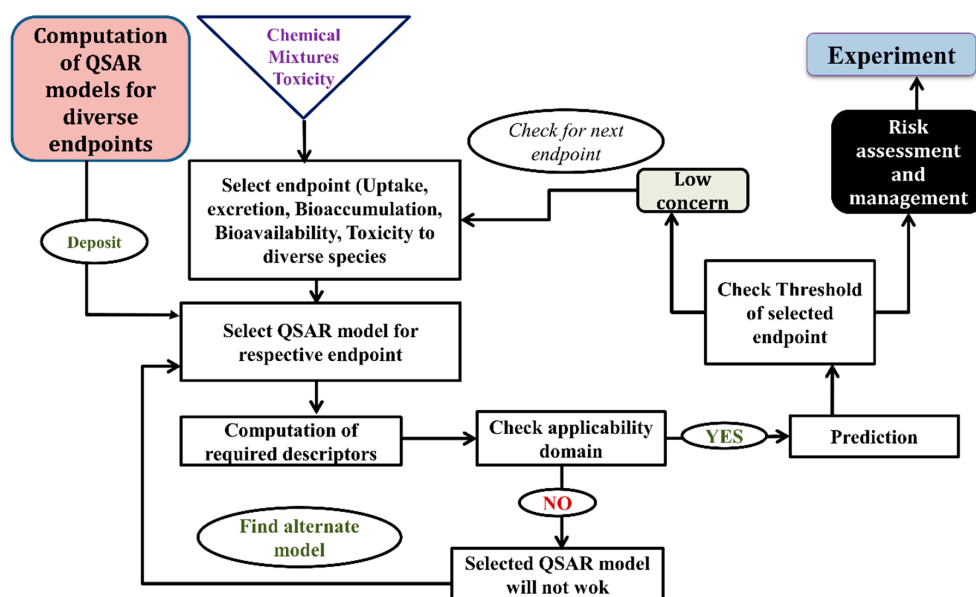 Computation
of QSAR
models for
diverse
endpoints
Chemical
Mixtures
Toxicity
Experiment
Check for next
endpoint
Risk
assessment
and
management
Low
concern
Select endpoint (Uptake,
excretion, Bioaccumulation,
Bioavailability, Toxicity to
diverse species
Deposit
Check Threshold
of selected
endpoint
Select QSAR model for
respective endpoint
Computation of
required descriptors
Check applicability
domain
YES
Prediction
NO
Find alternate
model
Selected QSAR model
will not wok